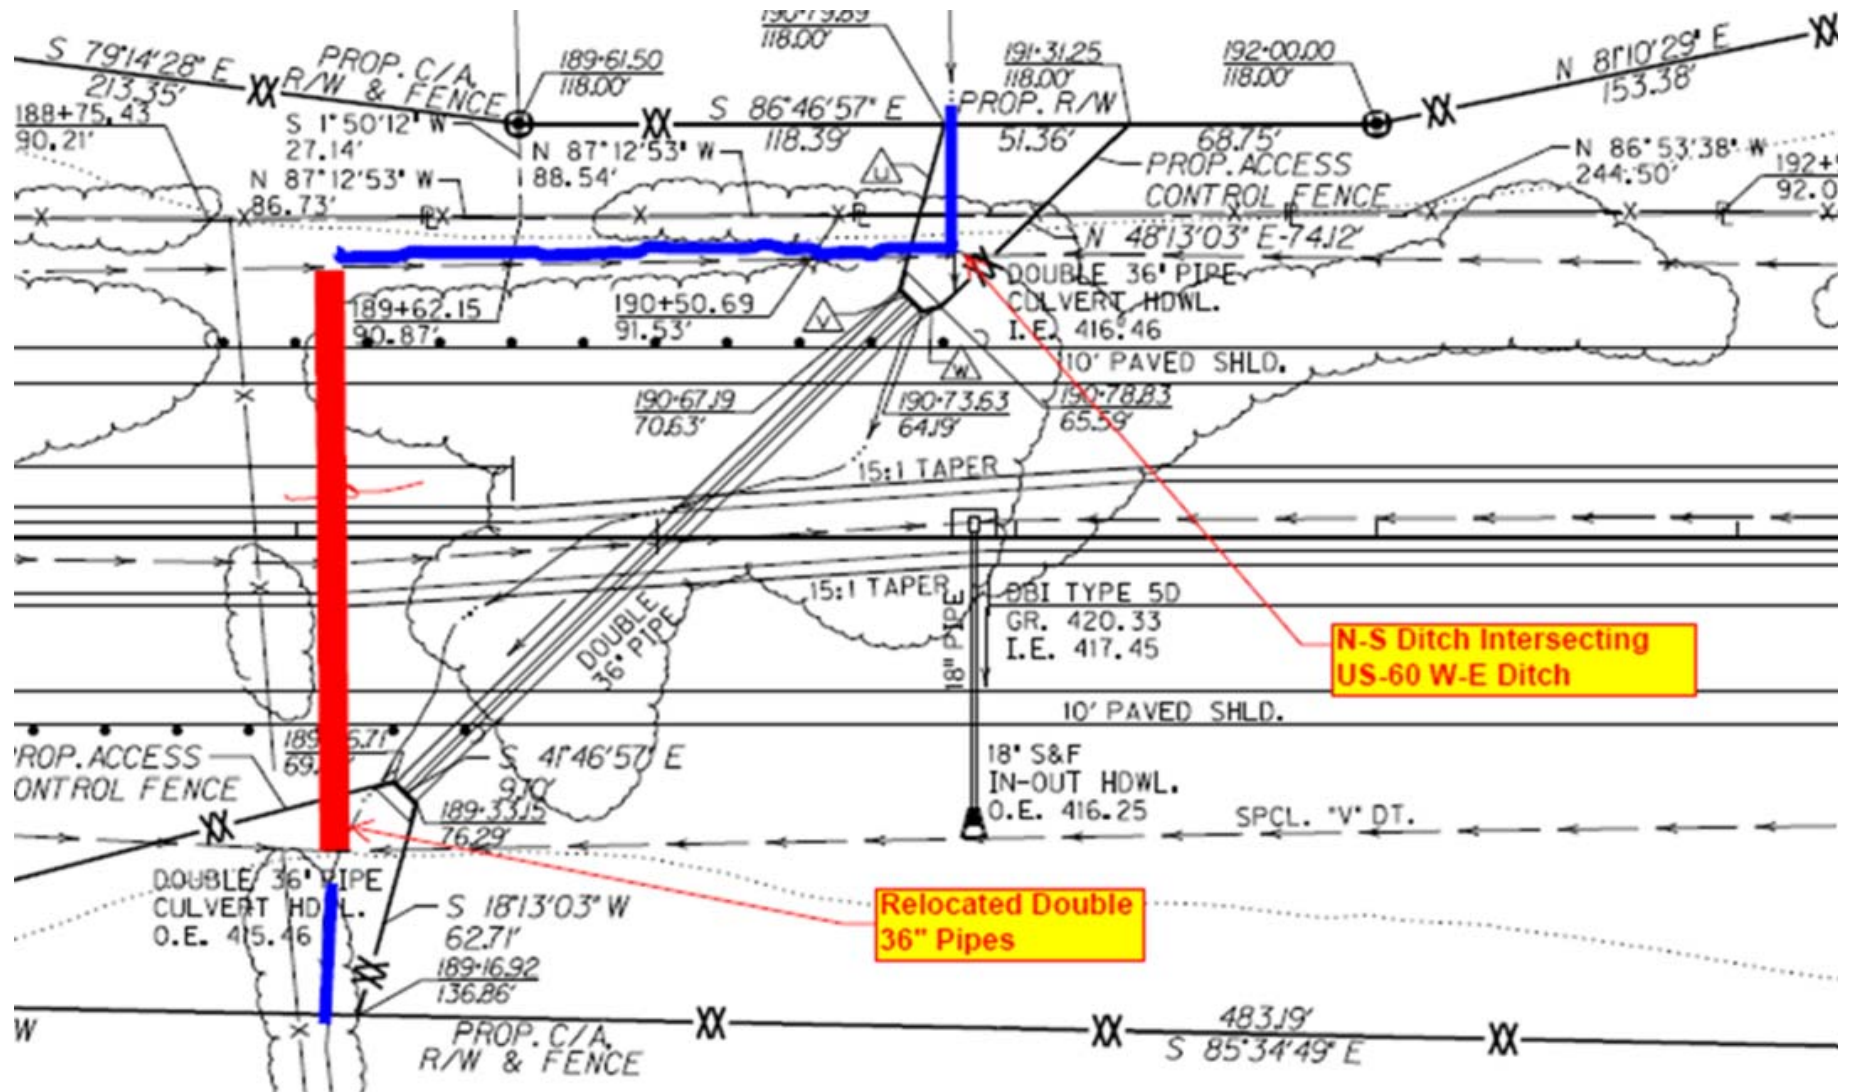 190+79.89
118.00'
S 79°14'28" E
213.35'
PROP. C/A
R/W & FENCE
189+61.50
118.00'
191+31.25
118.00'
192+00.00
118.00'
N 81°10'29" E
153.38'
188+75.43
90.21'
S 1°50'12" W
27.14'
S 86°46'57" E
118.39'
PROP. R/W
51.36'
68.75'
N 87°12'53" W
86.73'
N 87°12'53" W
88.54'
U
PROP. ACCESS
CONTROL FENCE
N 86°53'38" W
244.50'
192+
92.0
N 48°13'03" E-74.12'
DOUBLE 36" PIPE
CULVERT HDWL.
I.E. 416.46
189+62.15
90.87'
190+50.69
91.53'
V
W
10' PAVED SHLD.
190+67.19
70.63'
190+73.63
64.19'
190+78.83
65.59'
15:1 TAPER
15:1 TAPER
DOUBLE
36" PIPE
18" PIPE
DBI TYPE 5D
GR. 420.33
I.E. 417.45
N-S Ditch Intersecting
US-60 W-E Ditch
10' PAVED SHLD.
PROP. ACCESS
CONTROL FENCE
S 41°46'57" E
9.10'
18" S&F
IN-OUT HDWL.
O.E. 416.25
189+33.15
76.29'
SPCL. "V" DT.
DOUBLE 36" PIPE
CULVERT HDWL.
O.E. 415.46
S 18°13'03" W
62.71'
Relocated Double
36" Pipes
189+16.92
136.86'
W
PROP. C/A
R/W & FENCE
483.19'
S 85°34'49" E